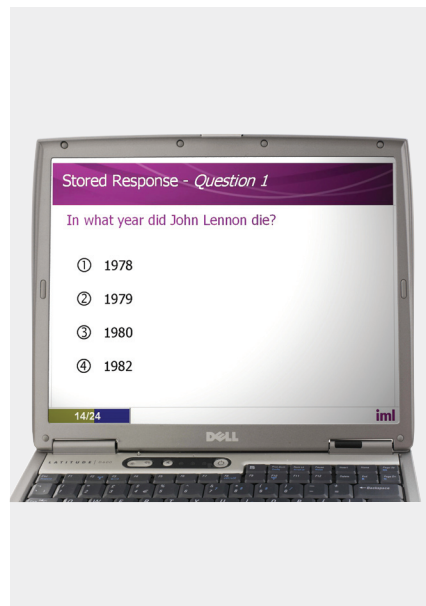 Stored Response - Question 1
In what year did John Lennon die?
① 1978
② 1979
③ 1980
④ 1982
14/24
iml
DELL
LATITUDE